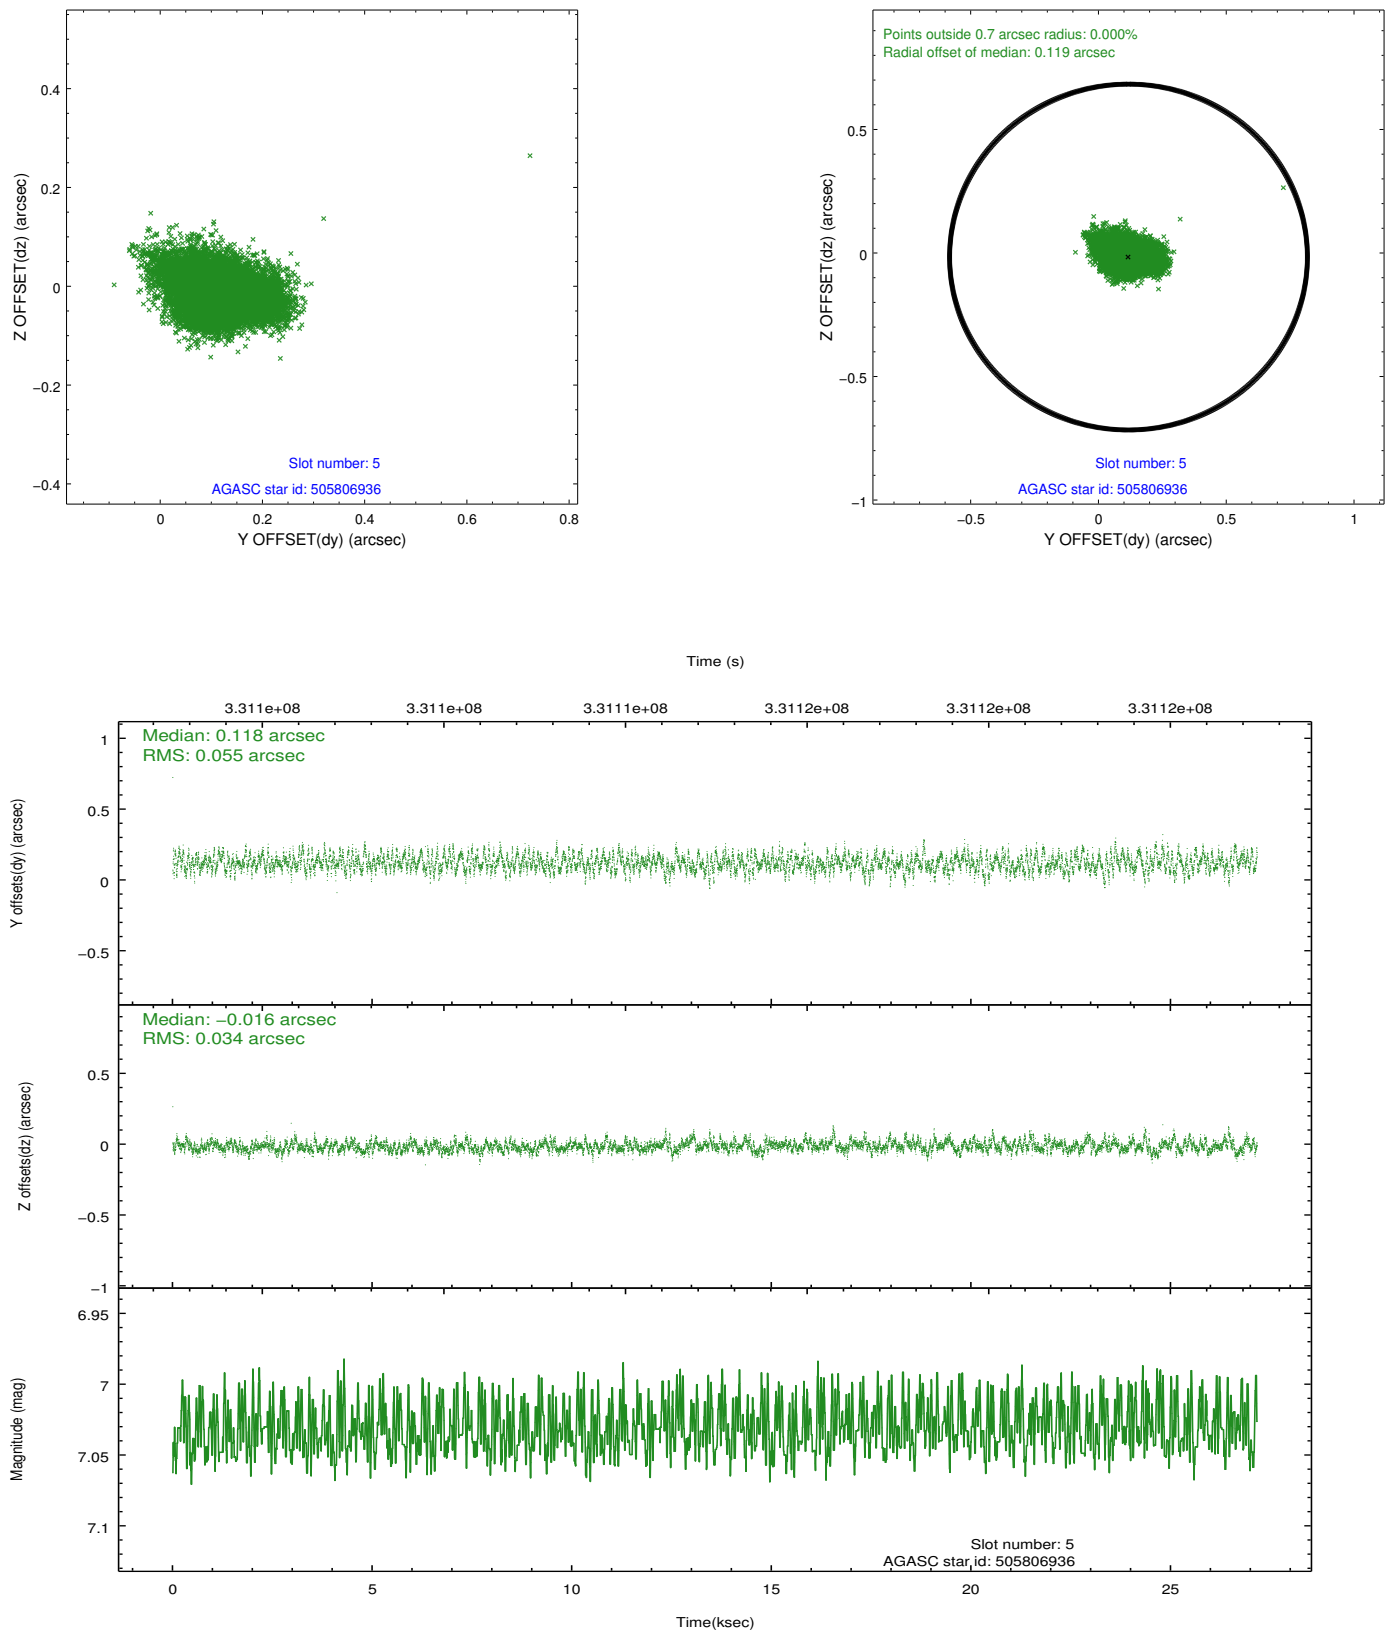 0.4
0.2
0
−0.2
−0.4
Z OFFSET(dz) (arcsec)
Slot number: 5
AGASC star id: 505806936
0 0.2 0.4 0.6 0.8
Y OFFSET(dy) (arcsec)
Points outside 0.7 arcsec radius: 0.000%
Radial offset of median: 0.119 arcsec
0.5
0
−0.5
−1
Z OFFSET(dz) (arcsec)
Slot number: 5
AGASC star id: 505806936
−0.5 0 0.5 1
Y OFFSET(dy) (arcsec)
Time (s)
3.311e+08 3.311e+08 3.3111e+08 3.3112e+08 3.3112e+08 3.3112e+08
Median: 0.118 arcsec
RMS: 0.055 arcsec
1
0.5
0
−0.5
Y offsets(dy) (arcsec)
Median: −0.016 arcsec
RMS: 0.034 arcsec
0.5
0
−0.5
−1
Z offsets(dz) (arcsec)
6.95
7
7.05
7.1
Magnitude (mag)
Slot number: 5
AGASC star id: 505806936
0 5 10 15 20 25
Time(ksec)